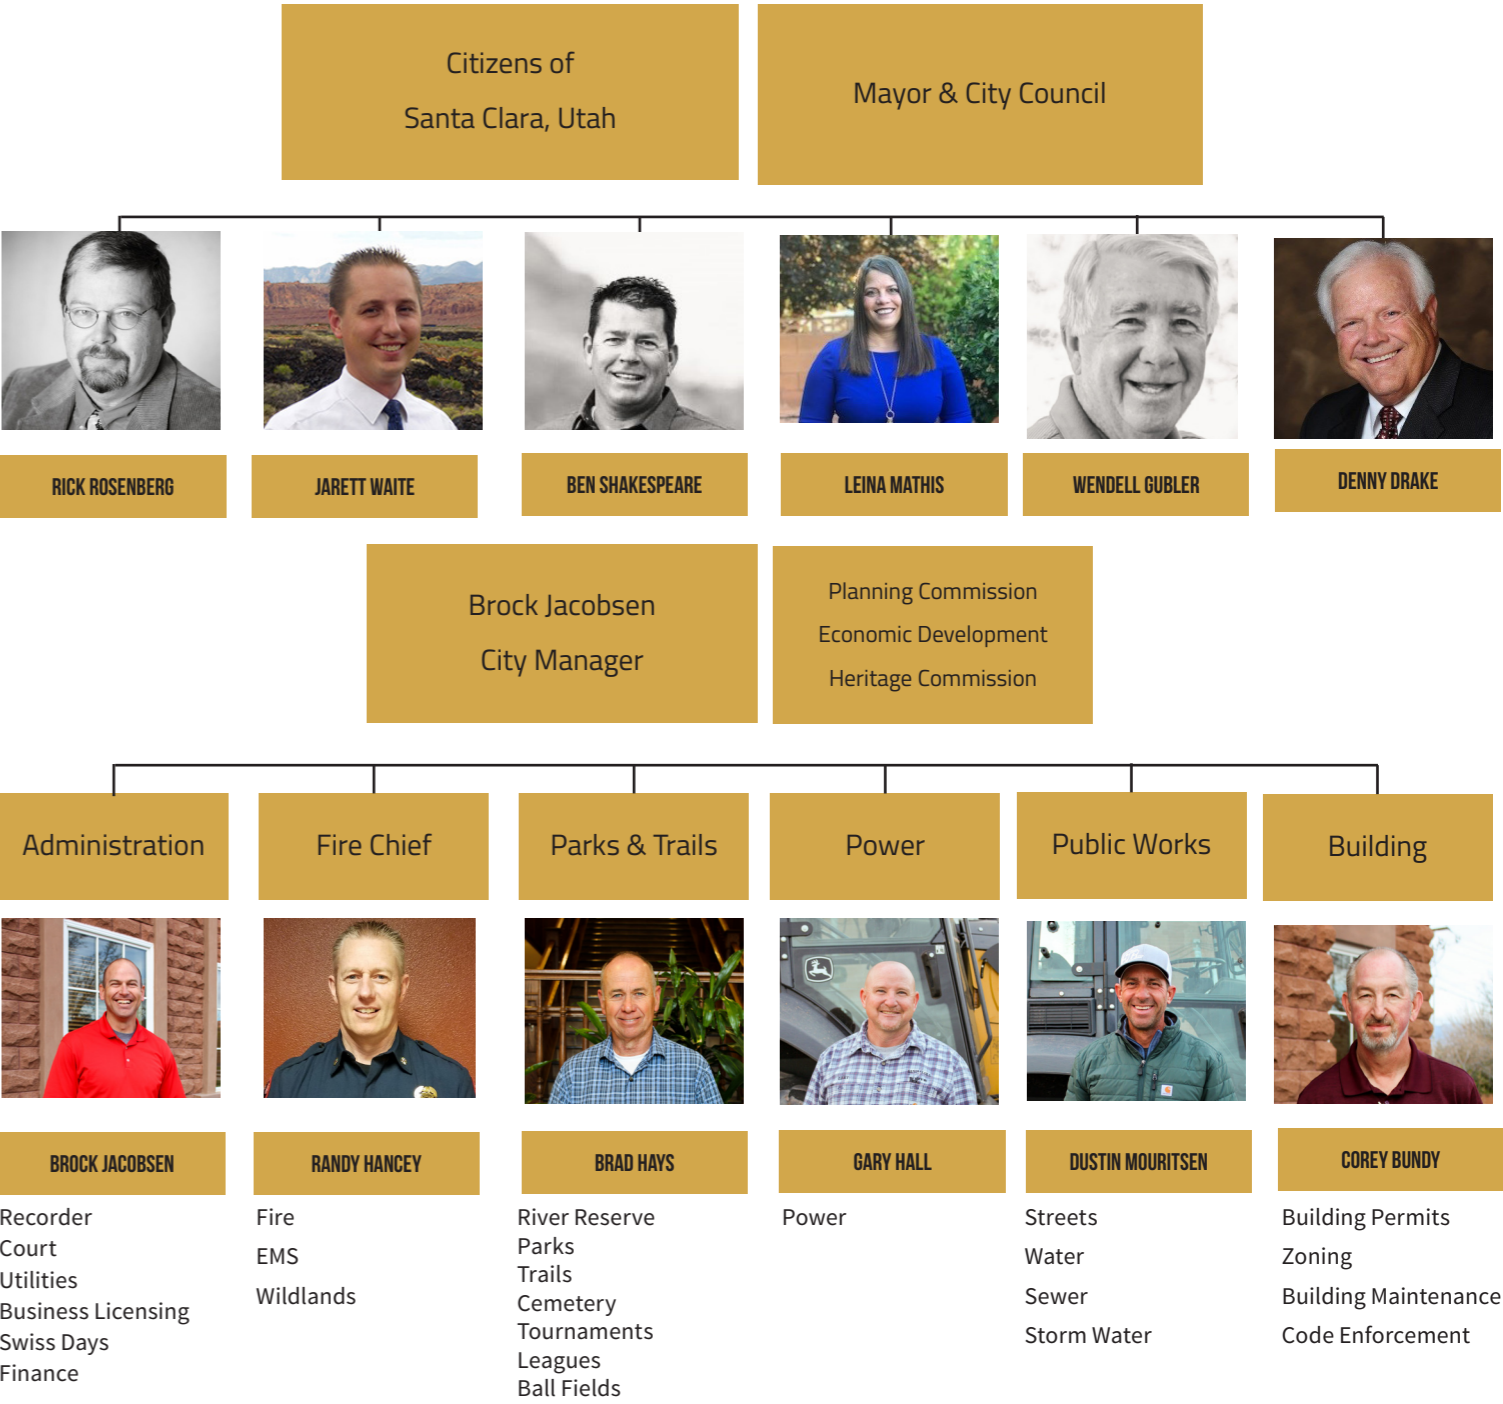 Citizens of
Santa Clara, Utah
Mayor & City Council
RICK ROSENBERG
JARETT WAITE
BEN SHAKESPEARE
LEINA MATHIS
WENDELL GUBLER
DENNY DRAKE
Brock Jacobsen
City Manager
Planning Commission
Economic Development
Heritage Commission
Administration
Fire Chief
Parks & Trails
Power
Public Works
Building
BROCK JACOBSEN
RANDY HANCEY
BRAD HAYS
GARY HALL
DUSTIN MOURITSEN
COREY BUNDY
Recorder
Court
Utilities
Business Licensing
Swiss Days
Finance
Fire
EMS
Wildlands
River Reserve
Parks
Trails
Cemetery
Tournaments
Leagues
Ball Fields
Power
Streets
Water
Sewer
Storm Water
Building Permits
Zoning
Building Maintenance
Code Enforcement